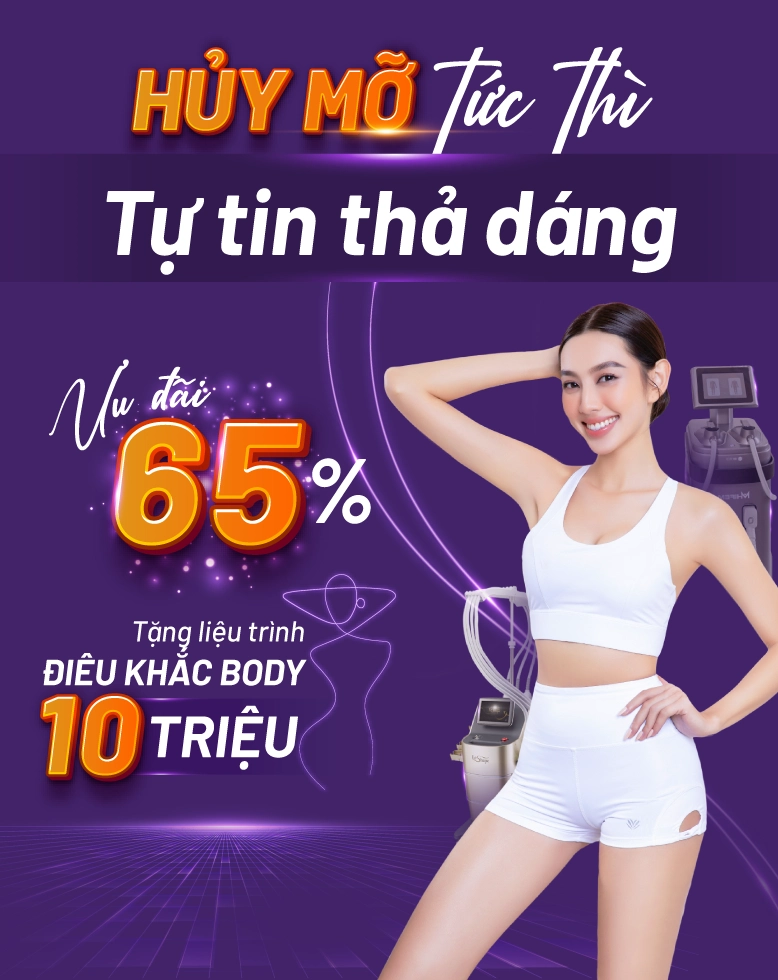 HỦY MỠ Tức Thì
Tự tin thả dáng
Ưu đãi
65%
Tặng liệu trình
ĐIÊU KHẮC BODY
10 TRIỆU